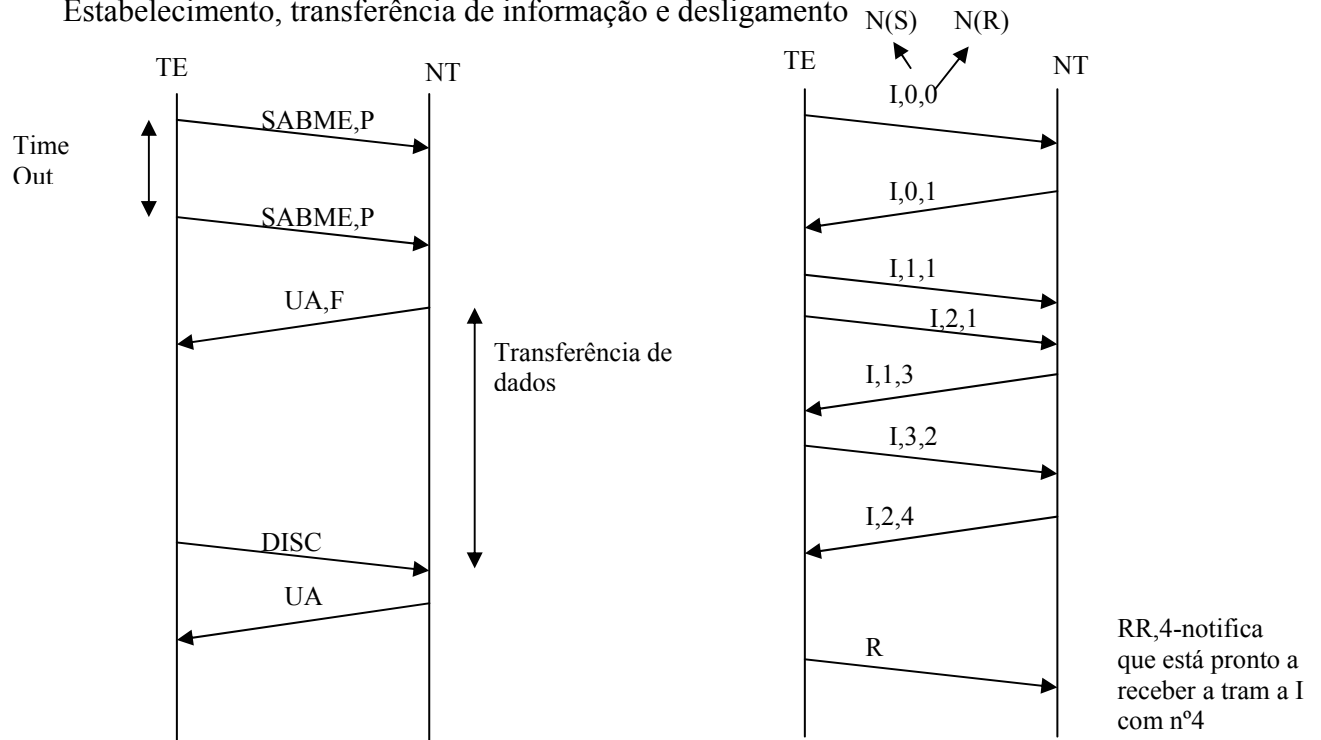 Estabelecimento, transferência de informação e desligamento
N(S) N(R)
TE NT
Time
Out
SABME,P
SABME,P
UA,F
Transferência de
dados
DISC
UA
TE NT
I,0,0
I,0,1
I,1,1
I,2,1
I,1,3
I,3,2
I,2,4
R
RR,4-notifica
que está pronto a
receber a tram a I
com nº4